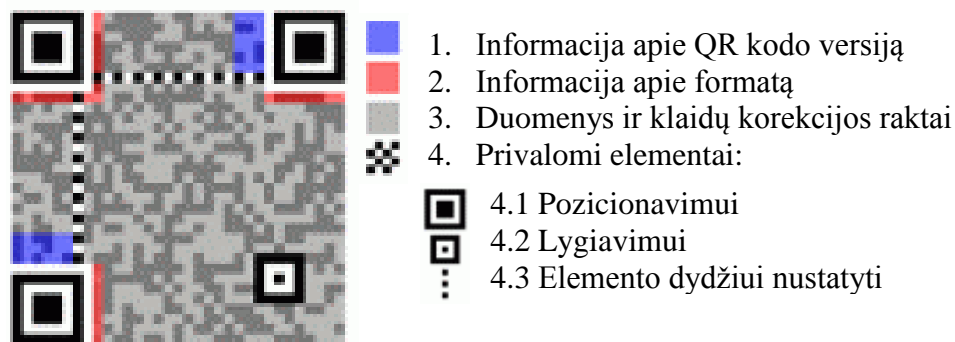 1. Informacija apie QR kodo versiją
2. Informacija apie formatą
3. Duomenys ir klaidų korekcijos raktai
4. Privalomi elementai:
4.1 Pozicionavimui
4.2 Lygiavimui
4.3 Elemento dydžiui nustatyti